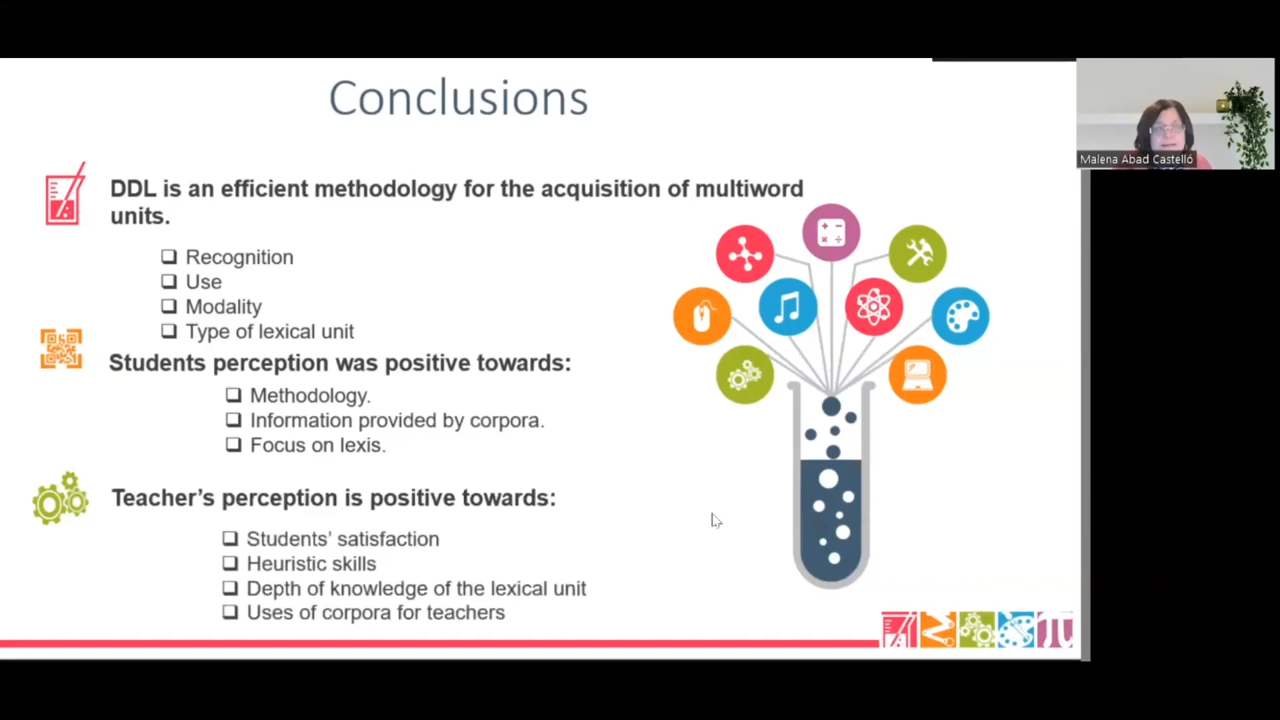 Conclusions
Malena Abad Castelló
DDL is an efficient methodology for the acquisition of multiword
units.
Recognition
Use
Modality
Type of lexical unit
Students perception was positive towards:
Methodology.
Information provided by corpora.
Focus on lexis.
Teacher's perception is positive towards:
Students' satisfaction
Heuristic skills
Depth of knowledge of the lexical unit
Uses of corpora for teachers